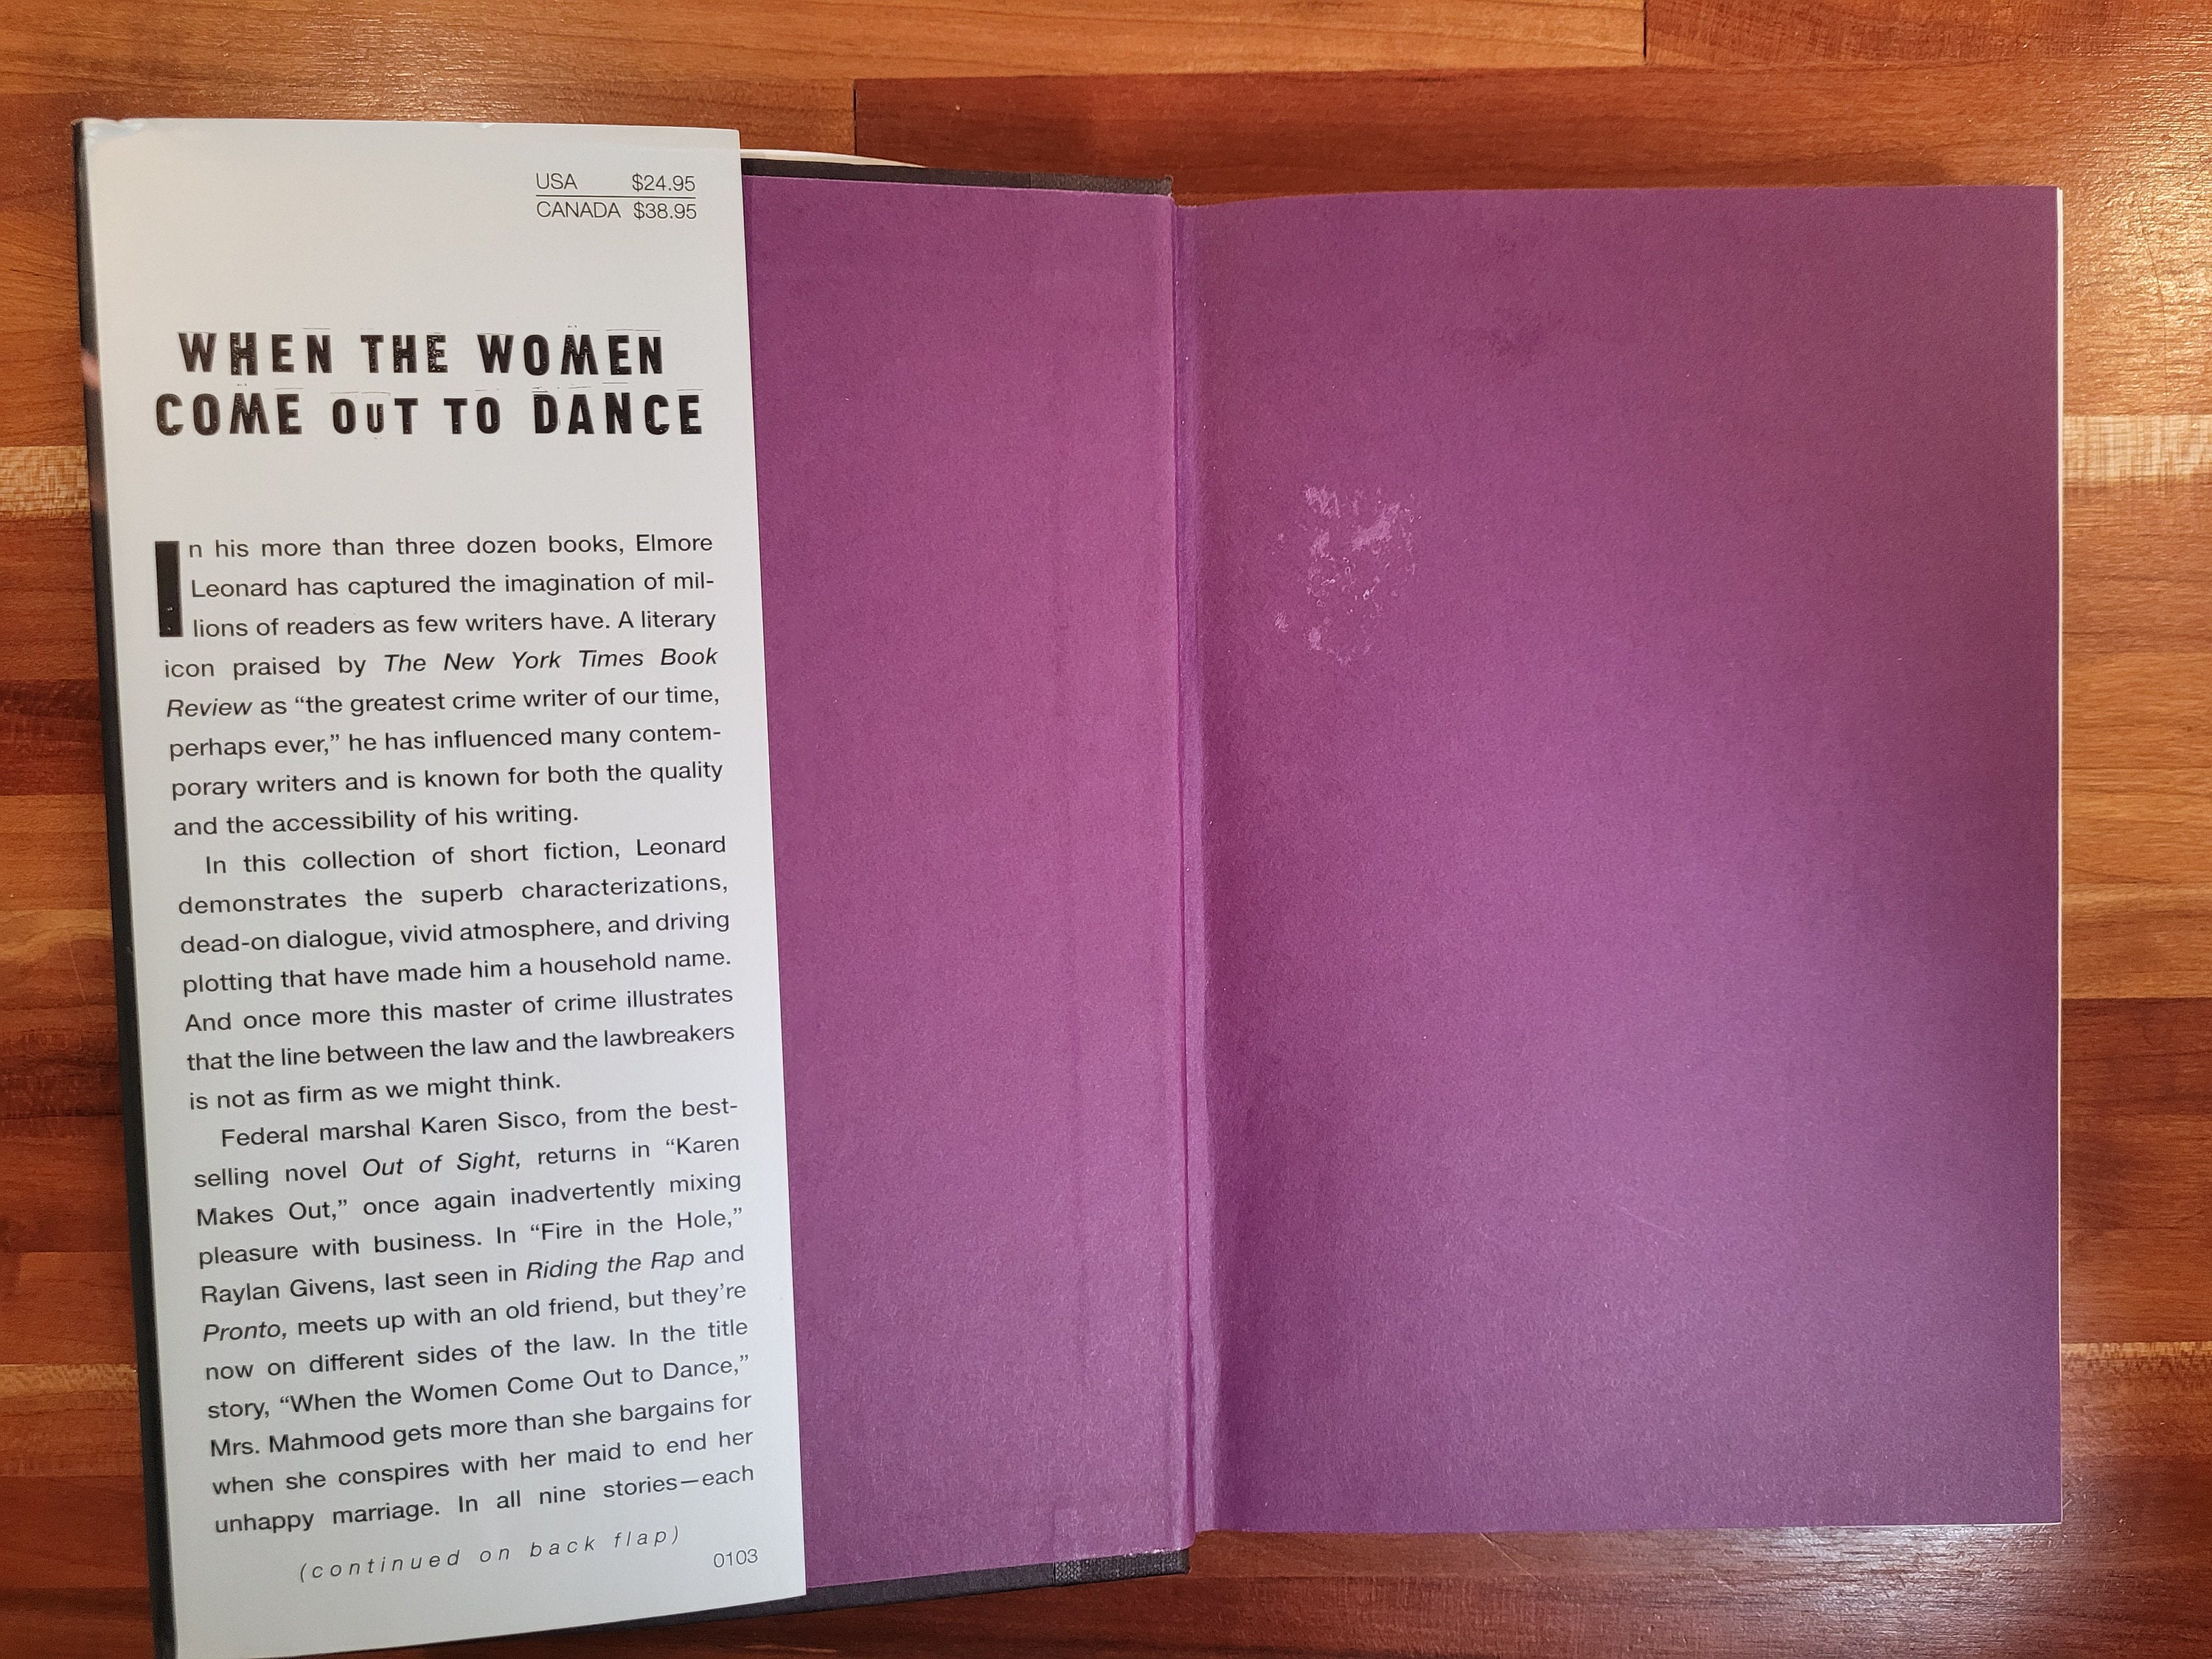 USA $24.95
CANADA $38.95
WHEN THE WOMEN
COME OUT TO DANCE
In his more than three dozen books, Elmore
Leonard has captured the imagination of mil-
lions of readers as few writers have. A literary
icon praised by The New York Times Book
Review as “the greatest crime writer of our time,
perhaps ever,” he has influenced many contem-
porary writers and is known for both the quality
and the accessibility of his writing.
In this collection of short fiction, Leonard
demonstrates the superb characterizations,
dead-on dialogue, vivid atmosphere, and driving
plotting that have made him a household name.
And once more this master of crime illustrates
that the line between the law and the lawbreakers
is not as firm as we might think.
Federal marshal Karen Sisco, from the best-
selling novel Out of Sight, returns in “Karen
Makes Out,” once again inadvertently mixing
pleasure with business. In “Fire in the Hole,”
Raylan Givens, last seen in Riding the Rap and
Pronto, meets up with an old friend, but they’re
now on different sides of the law. In the title
story, “When the Women Come Out to Dance,”
Mrs. Mahmood gets more than she bargains for
when she conspires with her maid to end her
unhappy marriage. In all nine stories—each
(continued on back flap)
0103